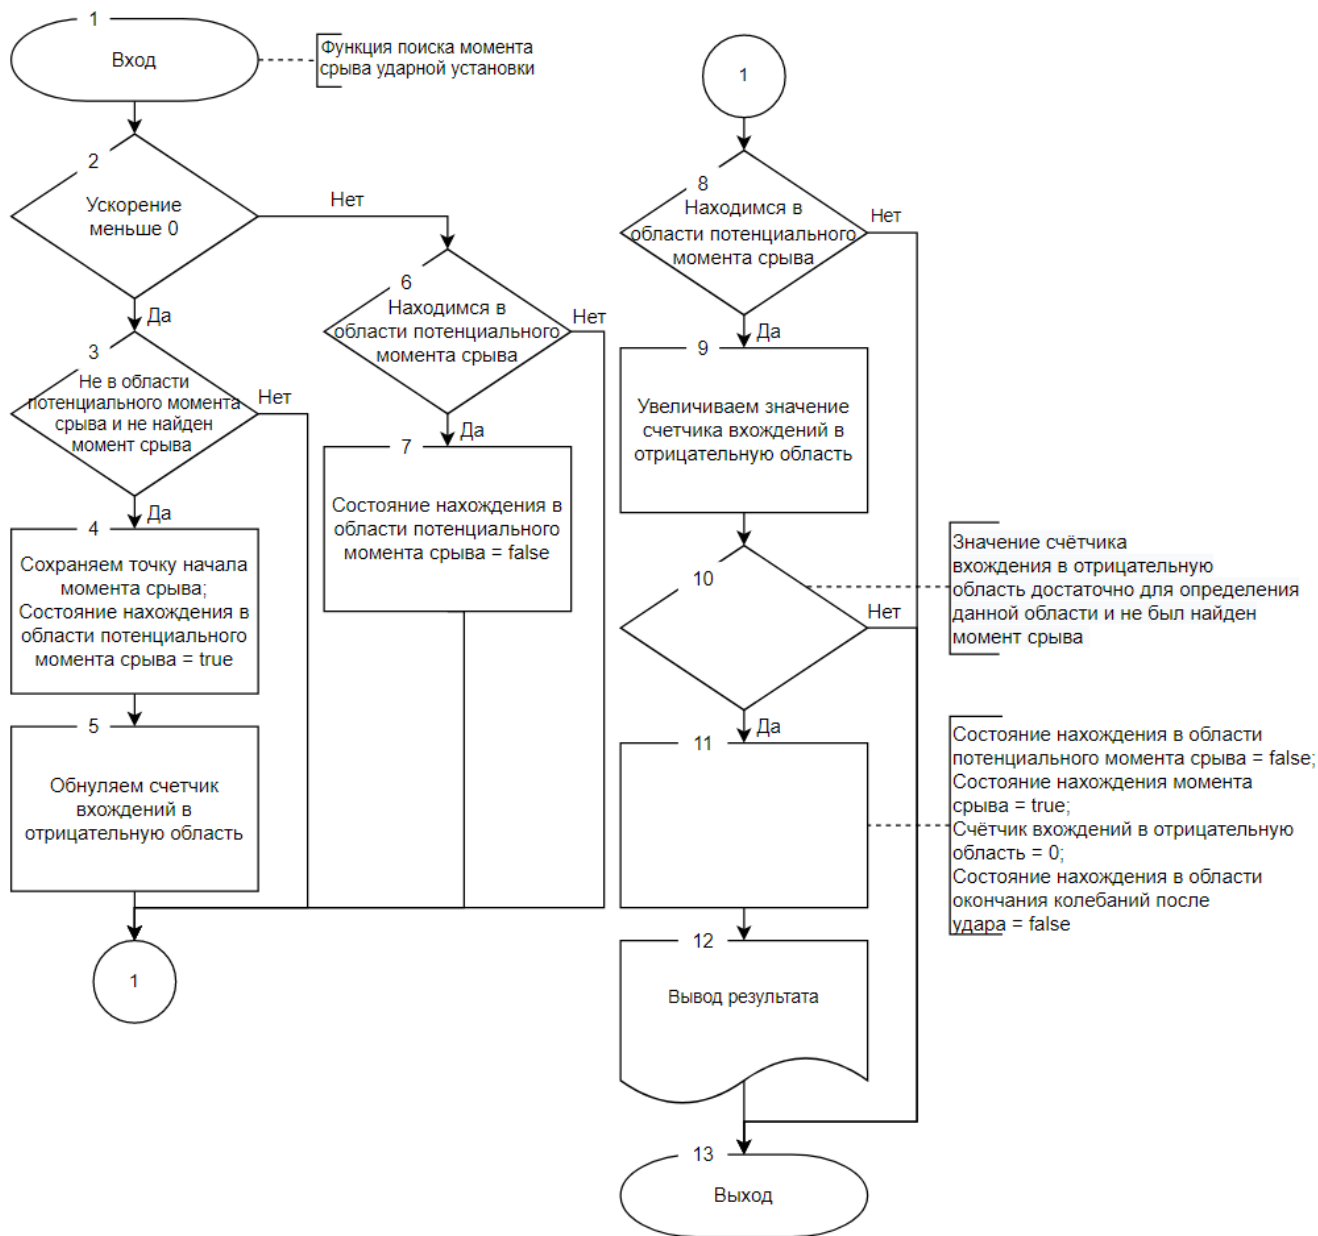 1
Вход
Функция поиска момента
срыва ударной установки
2
Ускорение
меньше 0
Нет
Да
3
Не в области
потенциального момента
срыва и не найден
момент срыва
Нет
Да
4
Сохраняем точку начала
момента срыва;
Состояние нахождения в
области потенциального
момента срыва = true
5
Обнуляем счетчик
вхождений в
отрицательную область
1
6
Находимся в
области потенциального
момента срыва
Нет
Да
7
Состояние нахождения в
области потенциального
момента срыва = false
1
8
Находимся в
области потенциального
момента срыва
Нет
Да
9
Увеличиваем значение
счетчика вхождений в
отрицательную область
10
Значение счётчика
вхождения в отрицательную
область достаточно для определения
данной области и не был найден
момент срыва
Нет
Да
11
Состояние нахождения в области
потенциального момента срыва = false;
Состояние нахождения момента
срыва = true;
Счётчик вхождений в отрицательную
область = 0;
Состояние нахождения в области
окончания колебаний после
удара = false
12
Вывод результата
13
Выход